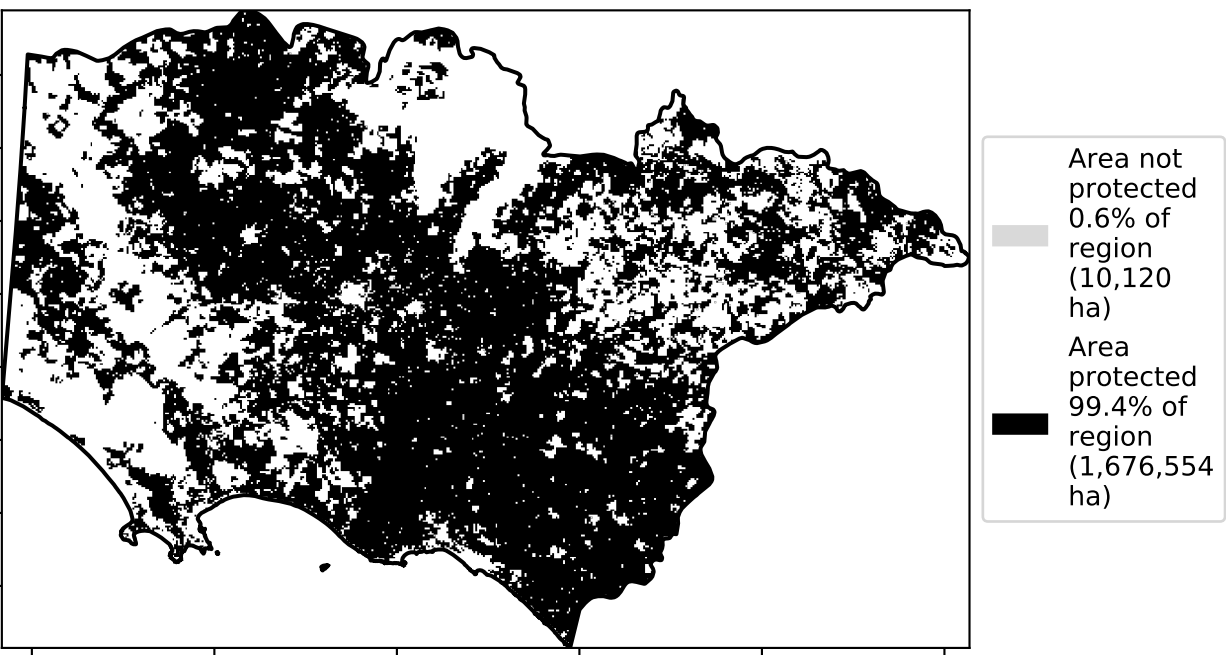 Area not
protected
0.6% of
region
(10,120
ha)
Area
protected
99.4% of
region
(1,676,554
ha)